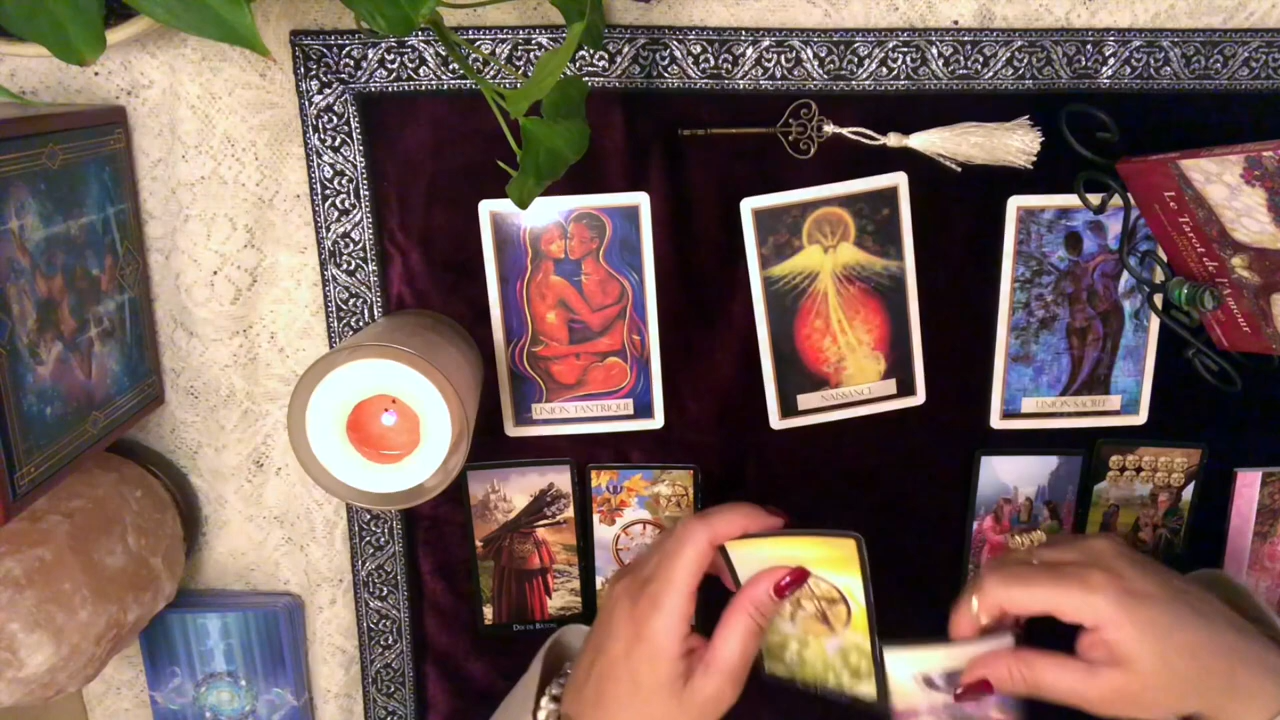 UNION TANTRIQUE
NAISSANCE
UNION SACRÉE
Le Tarot de l'Amour
Dix de Bâton